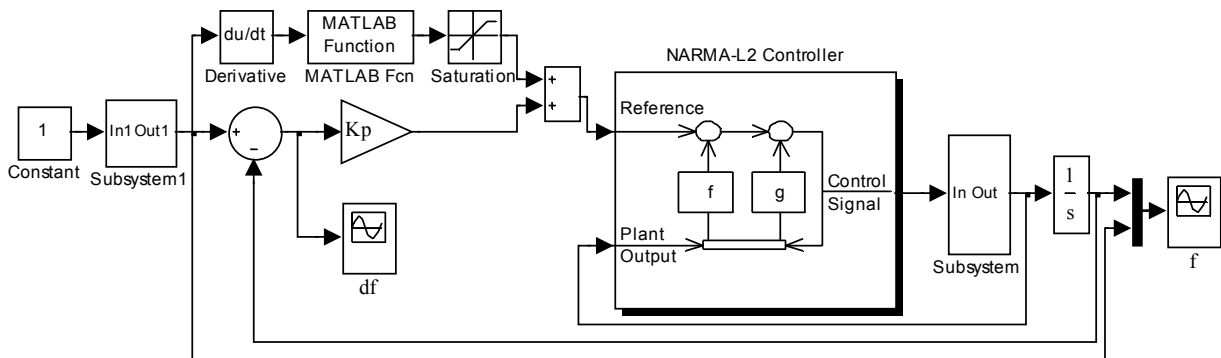 du/dt
Derivative
MATLAB
Function
MATLAB Fcn
Saturation
+
+
NARMA-L2 Controller
1
Constant
In1 Out1
Subsystem1
+
−
Kp
df
Reference
f
g
Control
Signal
Plant
Output
In Out
Subsystem
1
s
f